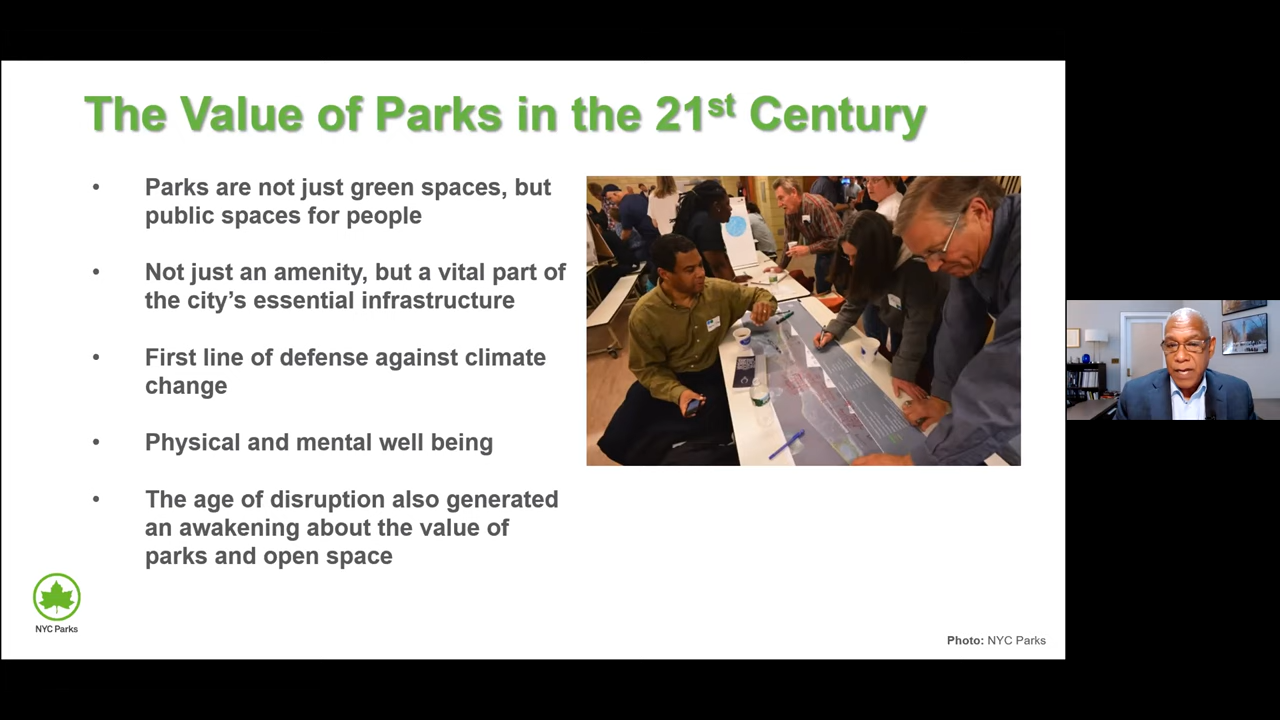 The Value of Parks in the 21st Century
• Parks are not just green spaces, but
public spaces for people
• Not just an amenity, but a vital part of
the city’s essential infrastructure
• First line of defense against climate
change
• Physical and mental well being
• The age of disruption also generated
an awakening about the value of
parks and open space
NYC Parks
Photo: NYC Parks